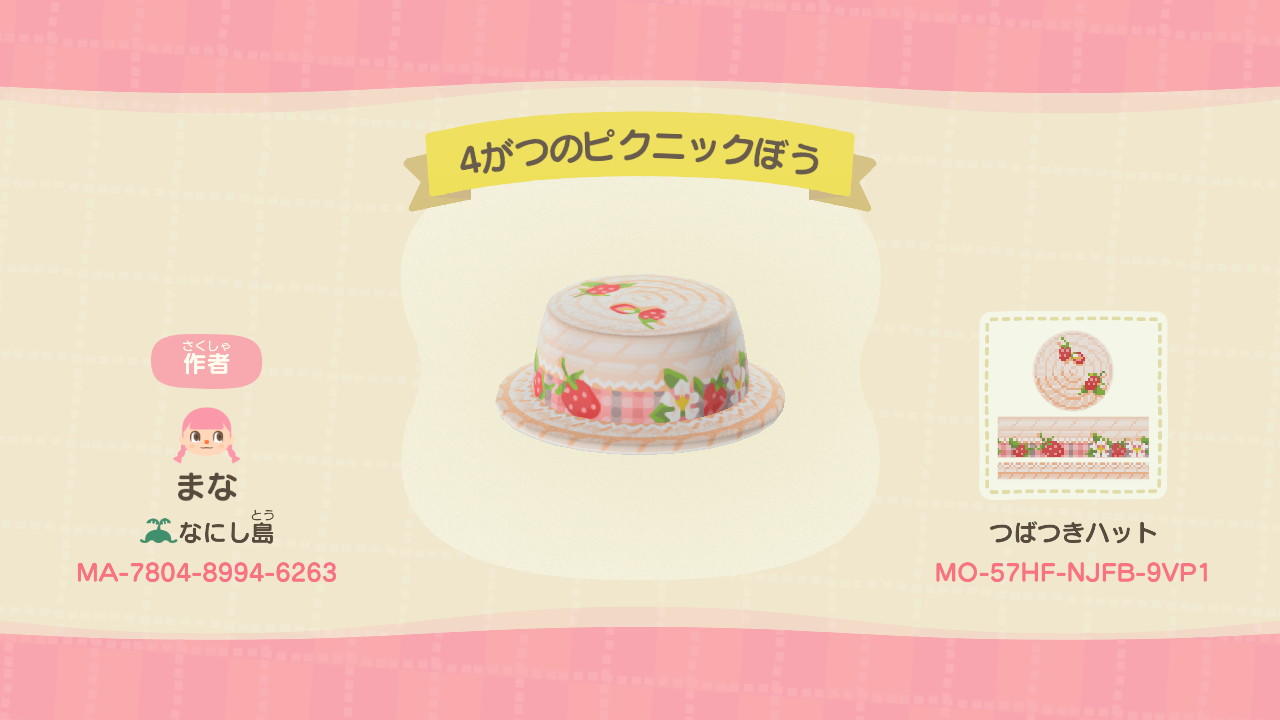 4がつのピクニックぼう
さくしゃ
作者
まな
とう
なにし島
MA-7804-8994-6263
つばつきハット
MO-57HF-NJFB-9VP1